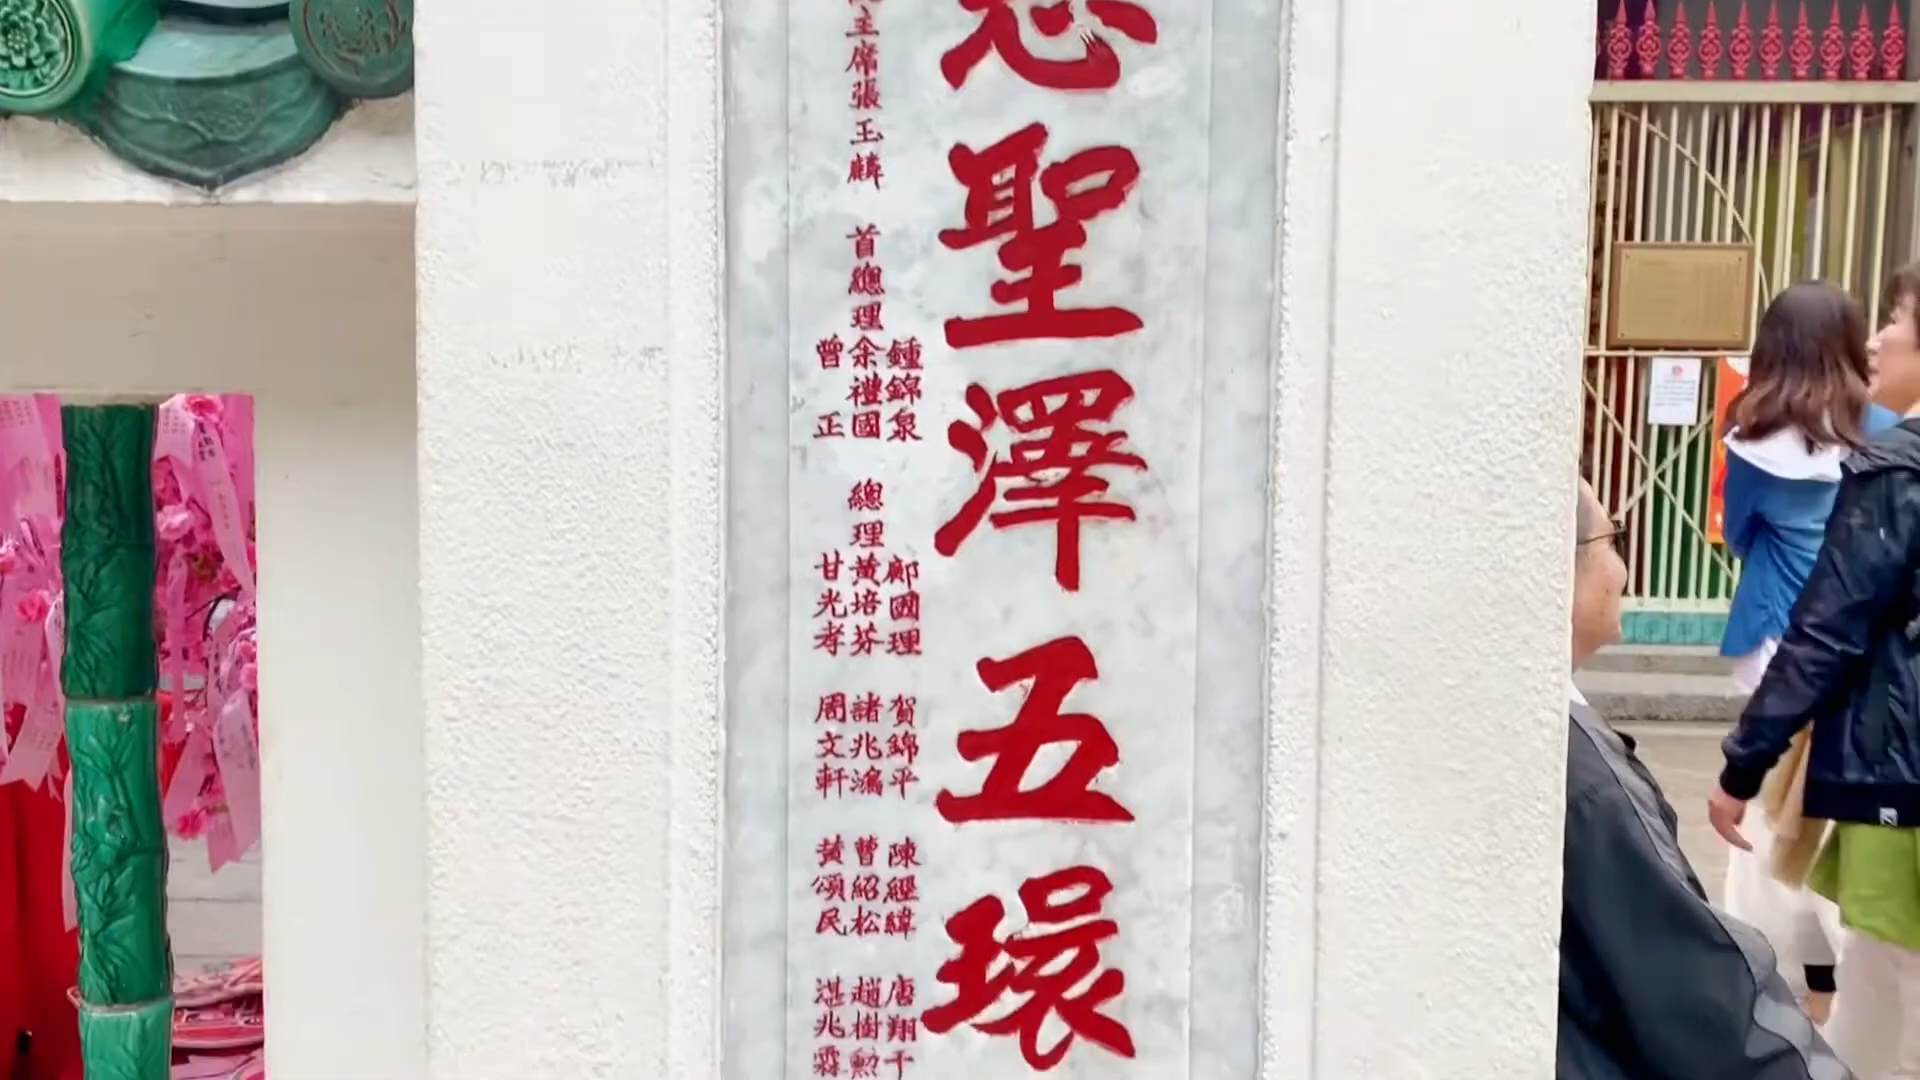 聖澤五環
主席張玉麟
首總理
鍾錦泉
余禮國
曾正
總理
鄺國理
黃培芬
甘光孝
賀錦平
諸兆鴻
周文軒
陳經緯
曹紹松
黃頌民
唐翔千
趙樹勲
湛兆霖